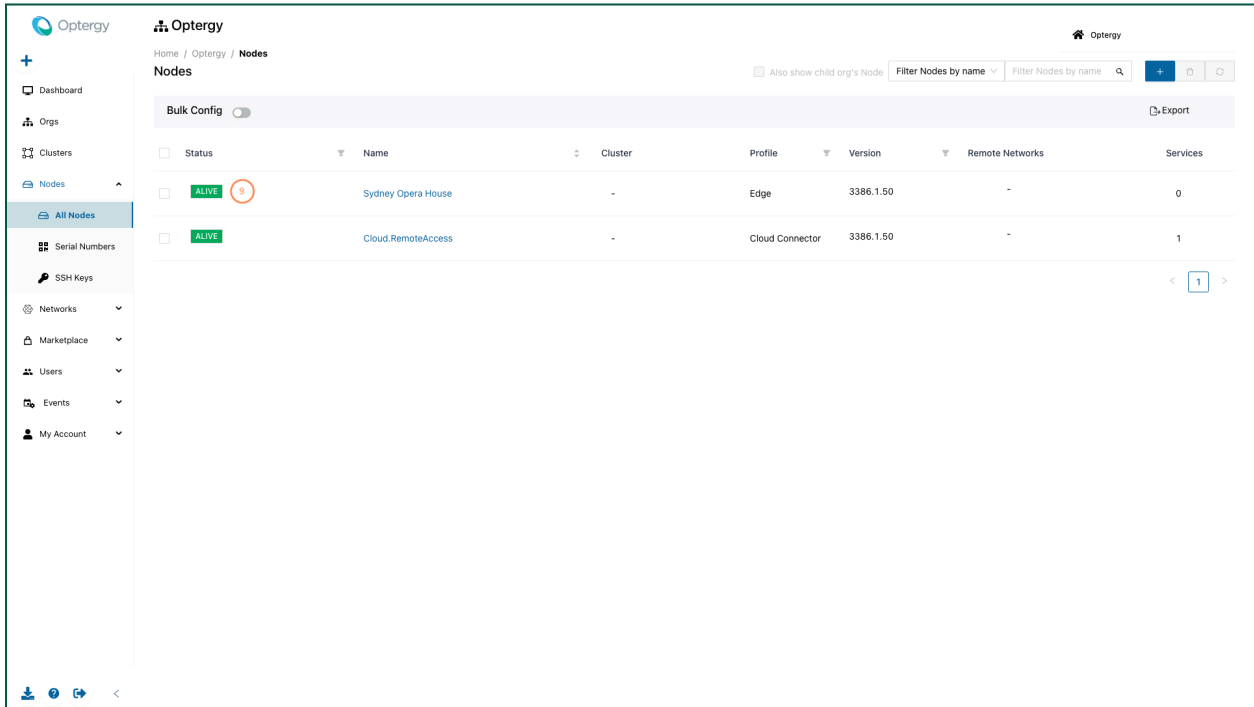 Optergy
Optergy
Optergy
Home / Optergy / Nodes
Nodes
Also show child org's Node
Filter Nodes by name
Filter Nodes by name
Dashboard
Orgs
Clusters
Nodes
All Nodes
Serial Numbers
SSH Keys
Networks
Marketplace
Users
Events
My Account
Bulk Config
Export
Status Name Cluster Profile Version Remote Networks Services
ALIVE 9 Sydney Opera House - Edge 3386.1.50 - 0
ALIVE Cloud.RemoteAccess - Cloud Connector 3386.1.50 - 1
< 1 >